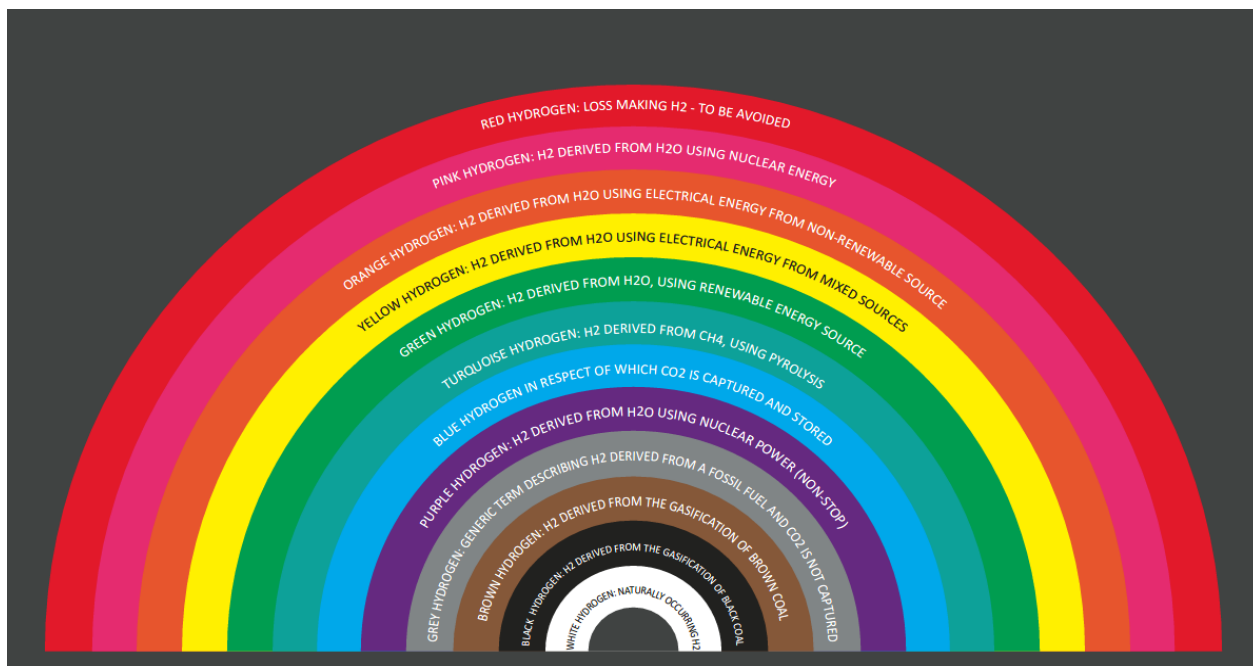 RED HYDROGEN: LOSS MAKING H2 - TO BE AVOIDED
PINK HYDROGEN: H2 DERIVED FROM H2O USING NUCLEAR ENERGY
ORANGE HYDROGEN: H2 DERIVED FROM H2O USING ELECTRICAL ENERGY FROM NON-RENEWABLE SOURCE
YELLOW HYDROGEN: H2 DERIVED FROM H2O USING ELECTRICAL ENERGY FROM MIXED SOURCES
GREEN HYDROGEN: H2 DERIVED FROM H2O, USING RENEWABLE ENERGY SOURCE
TURQUOISE HYDROGEN: H2 DERIVED FROM CH4, USING PYROLYSIS
BLUE HYDROGEN IN RESPECT OF WHICH CO2 IS CAPTURED AND STORED
PURPLE HYDROGEN: H2 DERIVED FROM H2O USING NUCLEAR POWER (NON-STOP)
GREY HYDROGEN: GENERIC TERM DESCRIBING H2 DERIVED FROM A FOSSIL FUEL AND CO2 IS NOT CAPTURED
BROWN HYDROGEN: H2 DERIVED FROM THE GASIFICATION OF BROWN COAL
BLACK HYDROGEN: H2 DERIVED FROM THE GASIFICATION OF BLACK COAL
WHITE HYDROGEN: NATURALLY OCCURRING H2